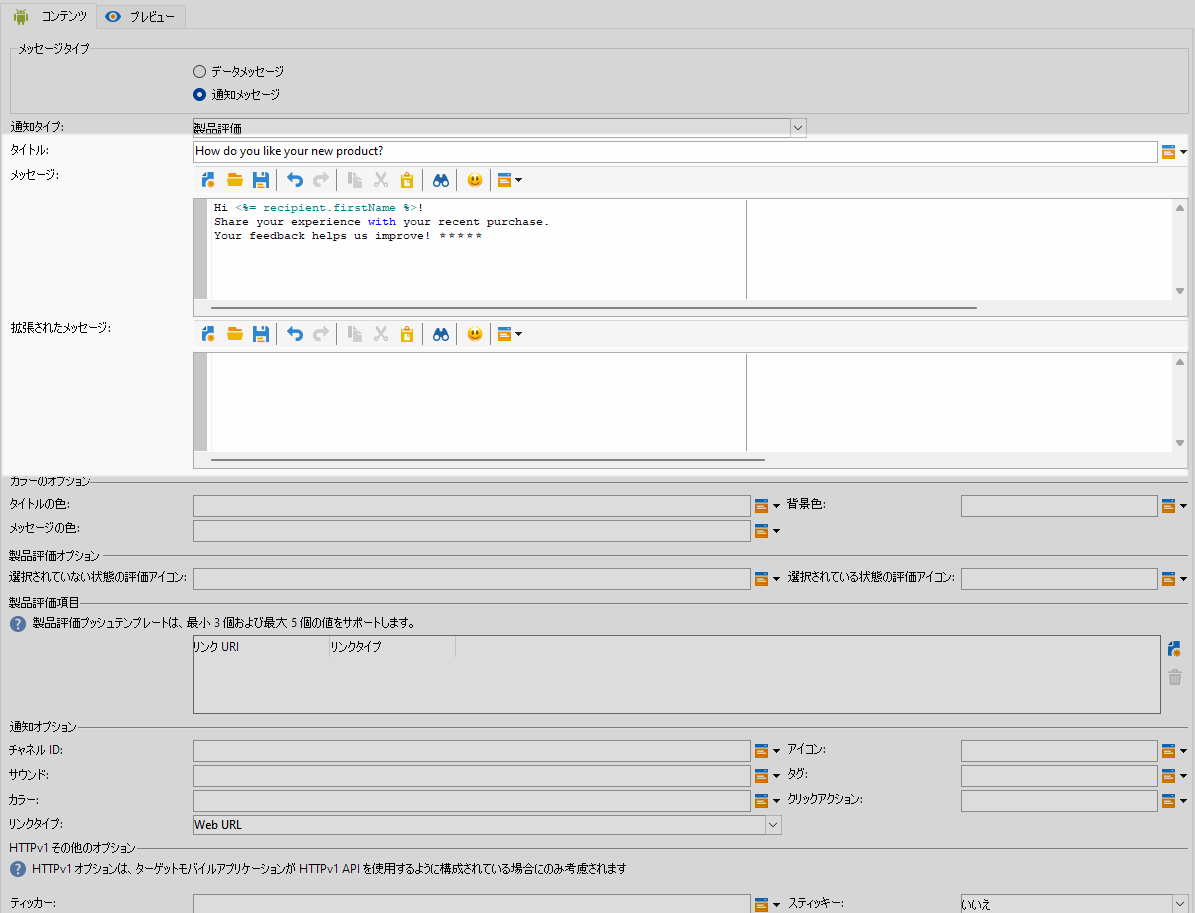 コンテンツ プレビュー
メッセージタイプ
データメッセージ
通知メッセージ
通知タイプ: 製品評価
タイトル: How do you like your new product?
メッセージ:
Hi <%= recipient.firstName %>!
Share your experience with your recent purchase.
Your feedback helps us improve! *****
拡張されたメッセージ:
カラーのオプション
タイトルの色: 背景色:
メッセージの色:
製品評価オプション
選択されていない状態の評価アイコン: 選択されている状態の評価アイコン:
製品評価項目
製品評価プッシュテンプレートは、最小 3 個および最大 5 個の値をサポートします。
リンク URI リンクタイプ
通知オプション
チャネル ID: アイコン:
サウンド: タグ:
カラー: クリックアクション:
リンクタイプ: Web URL
HTTPv1 その他のオプション
HTTPv1 オプションは、ターゲットモバイルアプリケーションが HTTPv1 API を使用するように構成されている場合にのみ考慮されます
ティッカー: スティッキー: いいえ